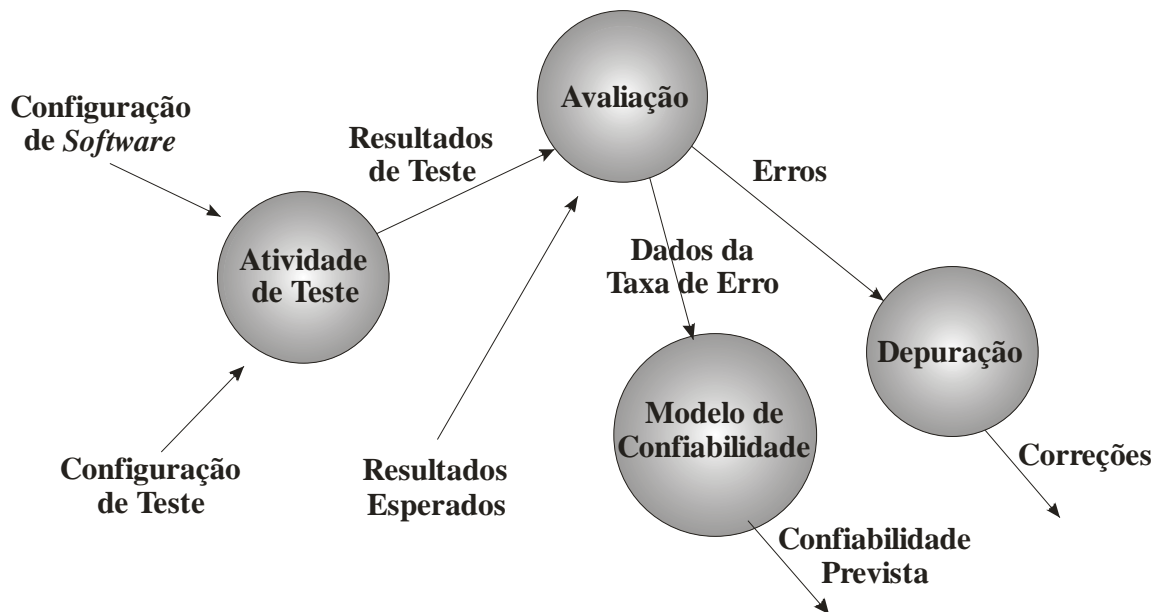 Avaliação
Configuração
de Software
Resultados
de Teste
Erros
Atividade
de Teste
Dados da
Taxa de Erro
Depuração
Modelo de
Confiabilidade
Configuração
de Teste
Resultados
Esperados
Correções
Confiabilidade
Prevista